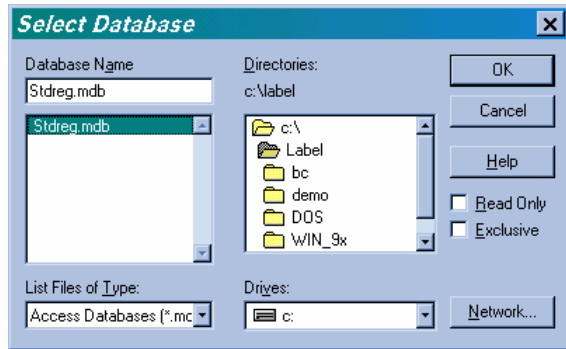 Select Database
Database Name
Stdreg.mdb
Stdreg.mdb
List Files of Type:
Access Databases (*.mc
Directories:
c:\label
c:\
Label
bc
demo
DOS
WIN_9x
Drives:
c:
OK
Cancel
Help
Read Only
Exclusive
Network...